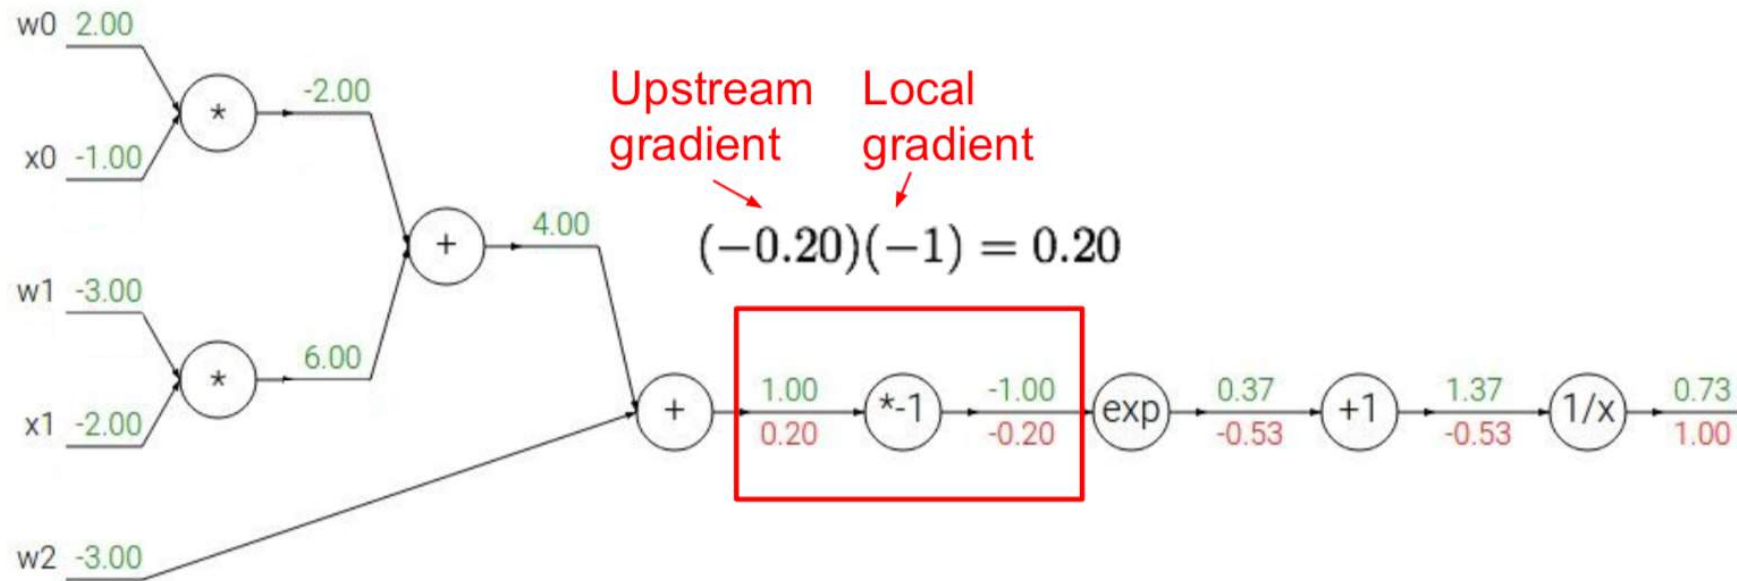 w0 2.00
-2.00
*
x0 -1.00
Upstream gradient
Local gradient
(−0.20)(−1) = 0.20
+
4.00
w1 -3.00
6.00
*
x1 -2.00
+
1.00
0.20
*-1
-1.00
-0.20
exp
0.37
-0.53
+1
1.37
-0.53
1/x
0.73
1.00
w2 -3.00